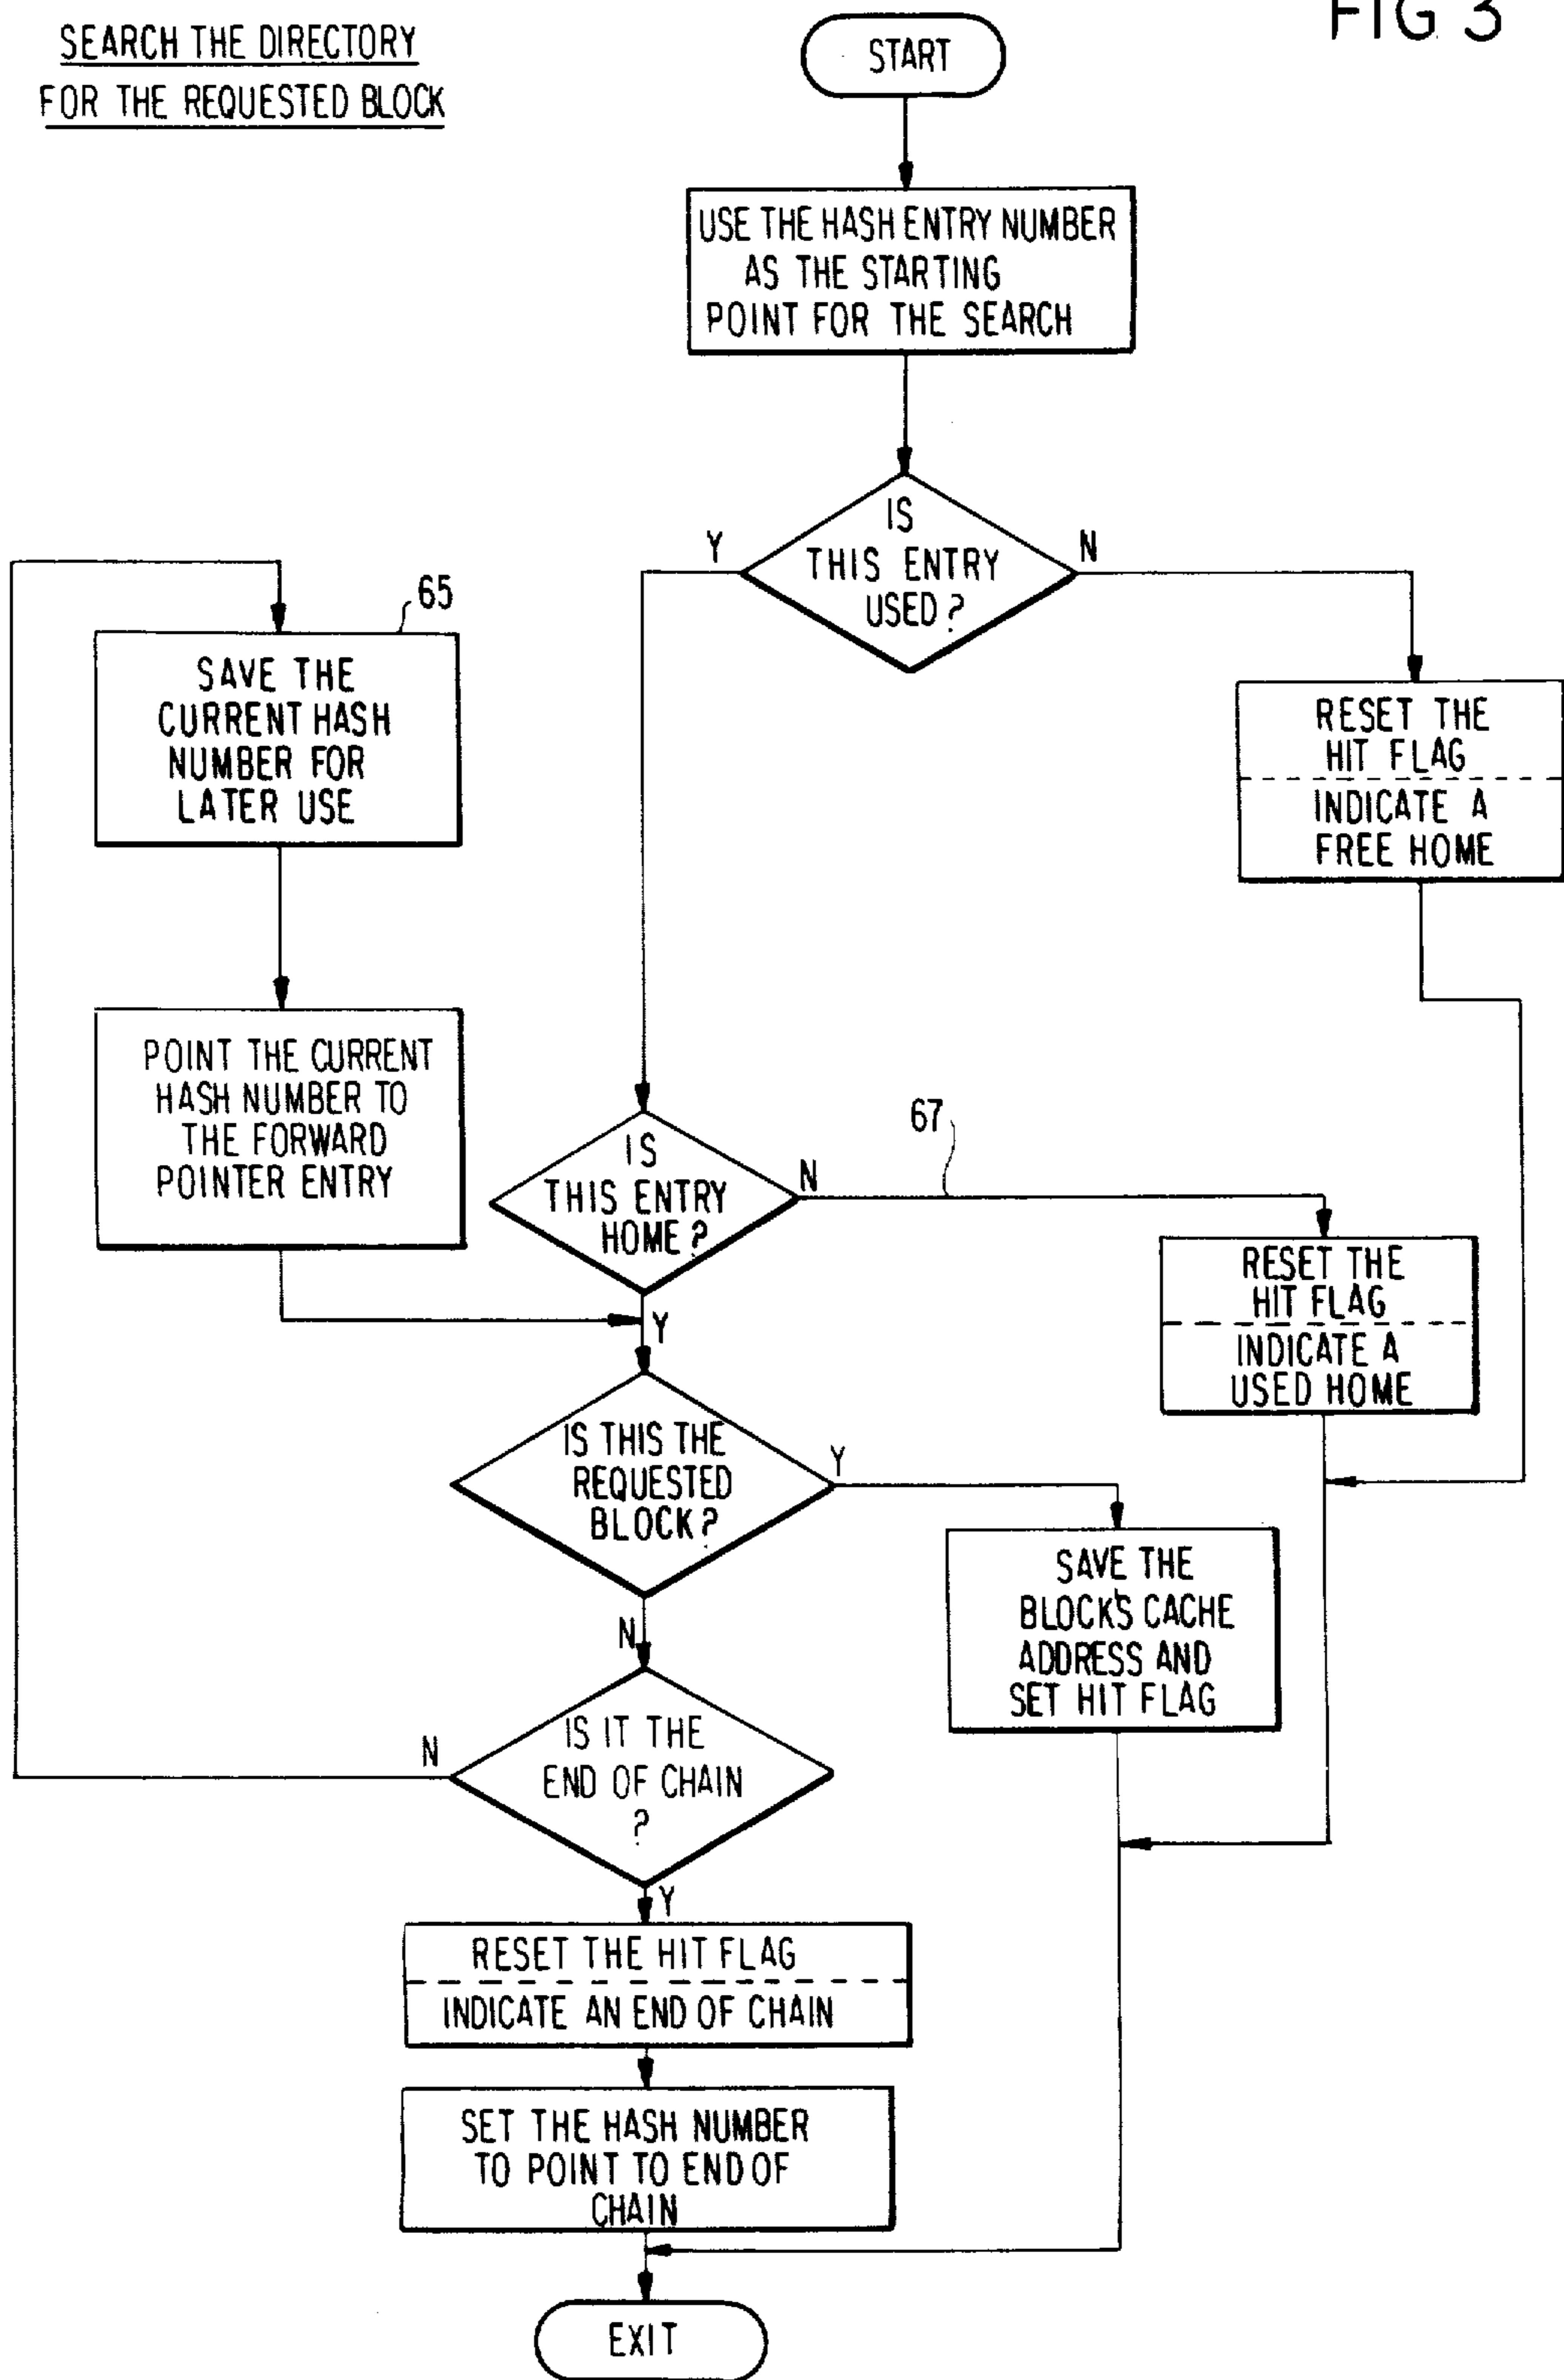 FIG 3
SEARCH THE DIRECTORY
FOR THE REQUESTED BLOCK
START
USE THE HASH ENTRY NUMBER
AS THE STARTING
POINT FOR THE SEARCH
IS
THIS ENTRY
USED?
Y
N
65
SAVE THE
CURRENT HASH
NUMBER FOR
LATER USE
RESET THE
HIT FLAG
INDICATE A
FREE HOME
POINT THE CURRENT
HASH NUMBER TO
THE FORWARD
POINTER ENTRY
IS
THIS ENTRY
HOME?
N
67
Y
RESET THE
HIT FLAG
INDICATE A
USED HOME
IS THIS THE
REQUESTED
BLOCK?
Y
N
SAVE THE
BLOCK'S CACHE
ADDRESS AND
SET HIT FLAG
IS IT THE
END OF CHAIN
?
N
Y
RESET THE HIT FLAG
INDICATE AN END OF CHAIN
SET THE HASH NUMBER
TO POINT TO END OF
CHAIN
EXIT